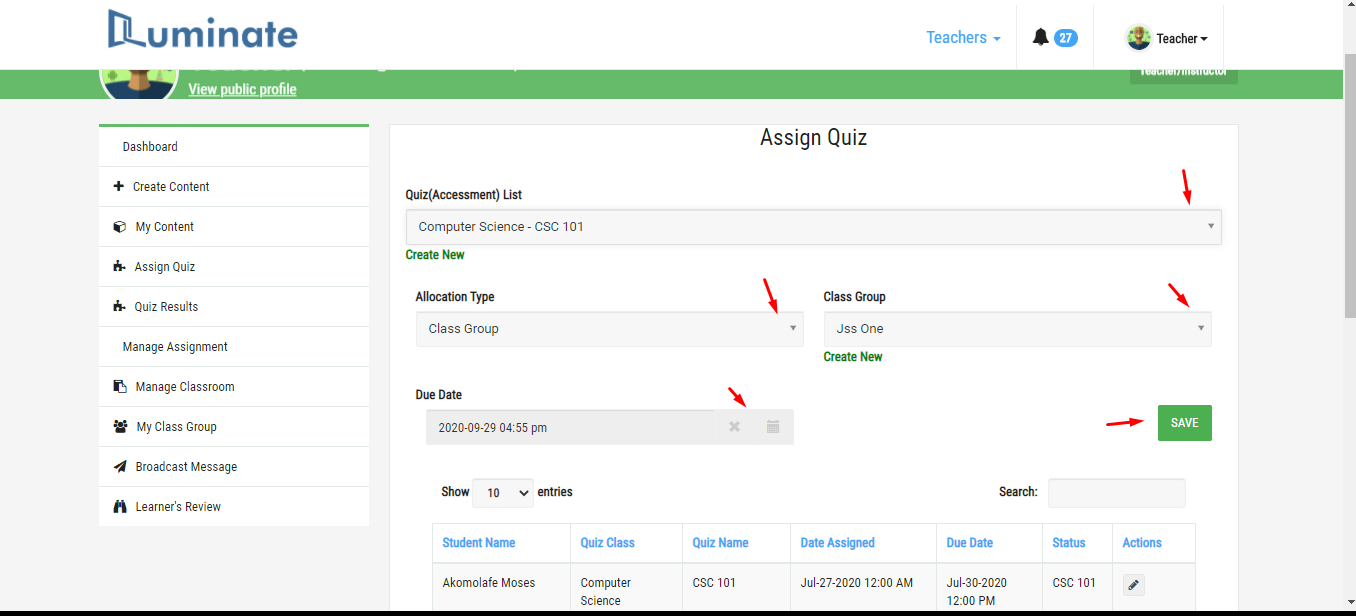 Luminate
Teachers
27
Teacher
Teacher/Instructor
View public profile
Dashboard
Create Content
My Content
Assign Quiz
Quiz Results
Manage Assignment
Manage Classroom
My Class Group
Broadcast Message
Learner's Review
Assign Quiz
Quiz(Accessment) List
Computer Science - CSC 101
Create New
Allocation Type
Class Group
Class Group
Jss One
Create New
Due Date
2020-09-29 04:55 pm
SAVE
Show 10 entries
Search:
Student Name Quiz Class Quiz Name Date Assigned Due Date Status Actions
Akomolafe Moses Computer CSC 101 Jul-27-2020 12:00 AM Jul-30-2020 CSC 101
Science 12:00 PM